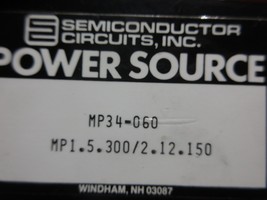 SEMICONDUCTOR
CIRCUITS, INC.
POWER SOURCE
MP34-060
MP1.5.300/2.12.150
WINDHAM, NH 03087